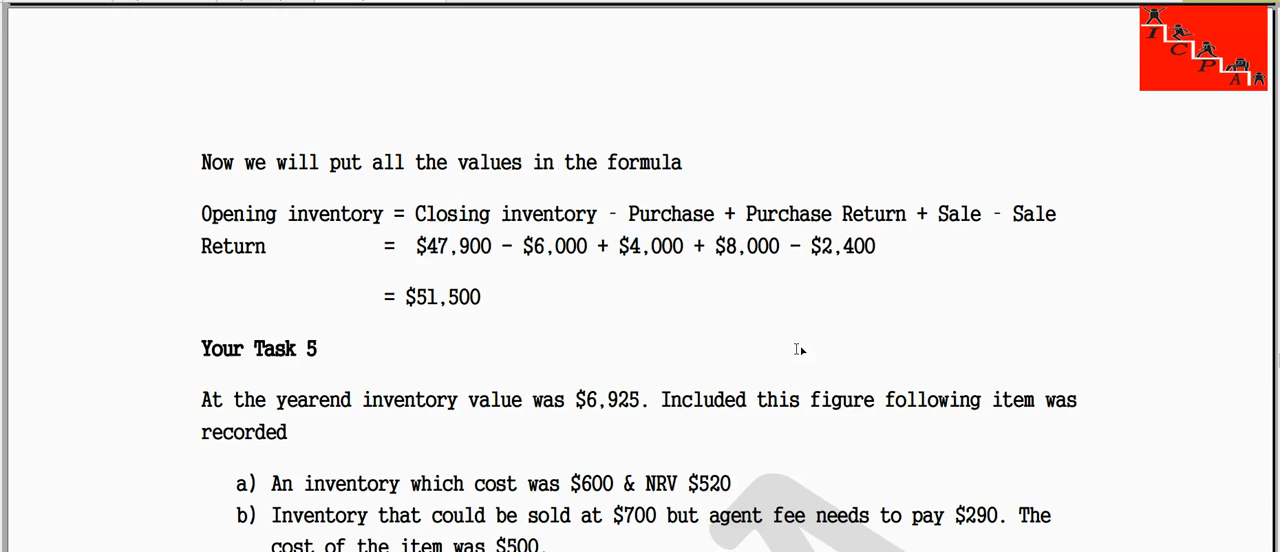 I
C
P
A
Now we will put all the values in the formula
Opening inventory = Closing inventory - Purchase + Purchase Return + Sale - Sale
Return = $47,900 − $6,000 + $4,000 + $8,000 − $2,400
= $51,500
Your Task 5
At the yearend inventory value was $6,925. Included this figure following item was
recorded
a) An inventory which cost was $600 & NRV $520
b) Inventory that could be sold at $700 but agent fee needs to pay $290. The
cost of the item was $500.